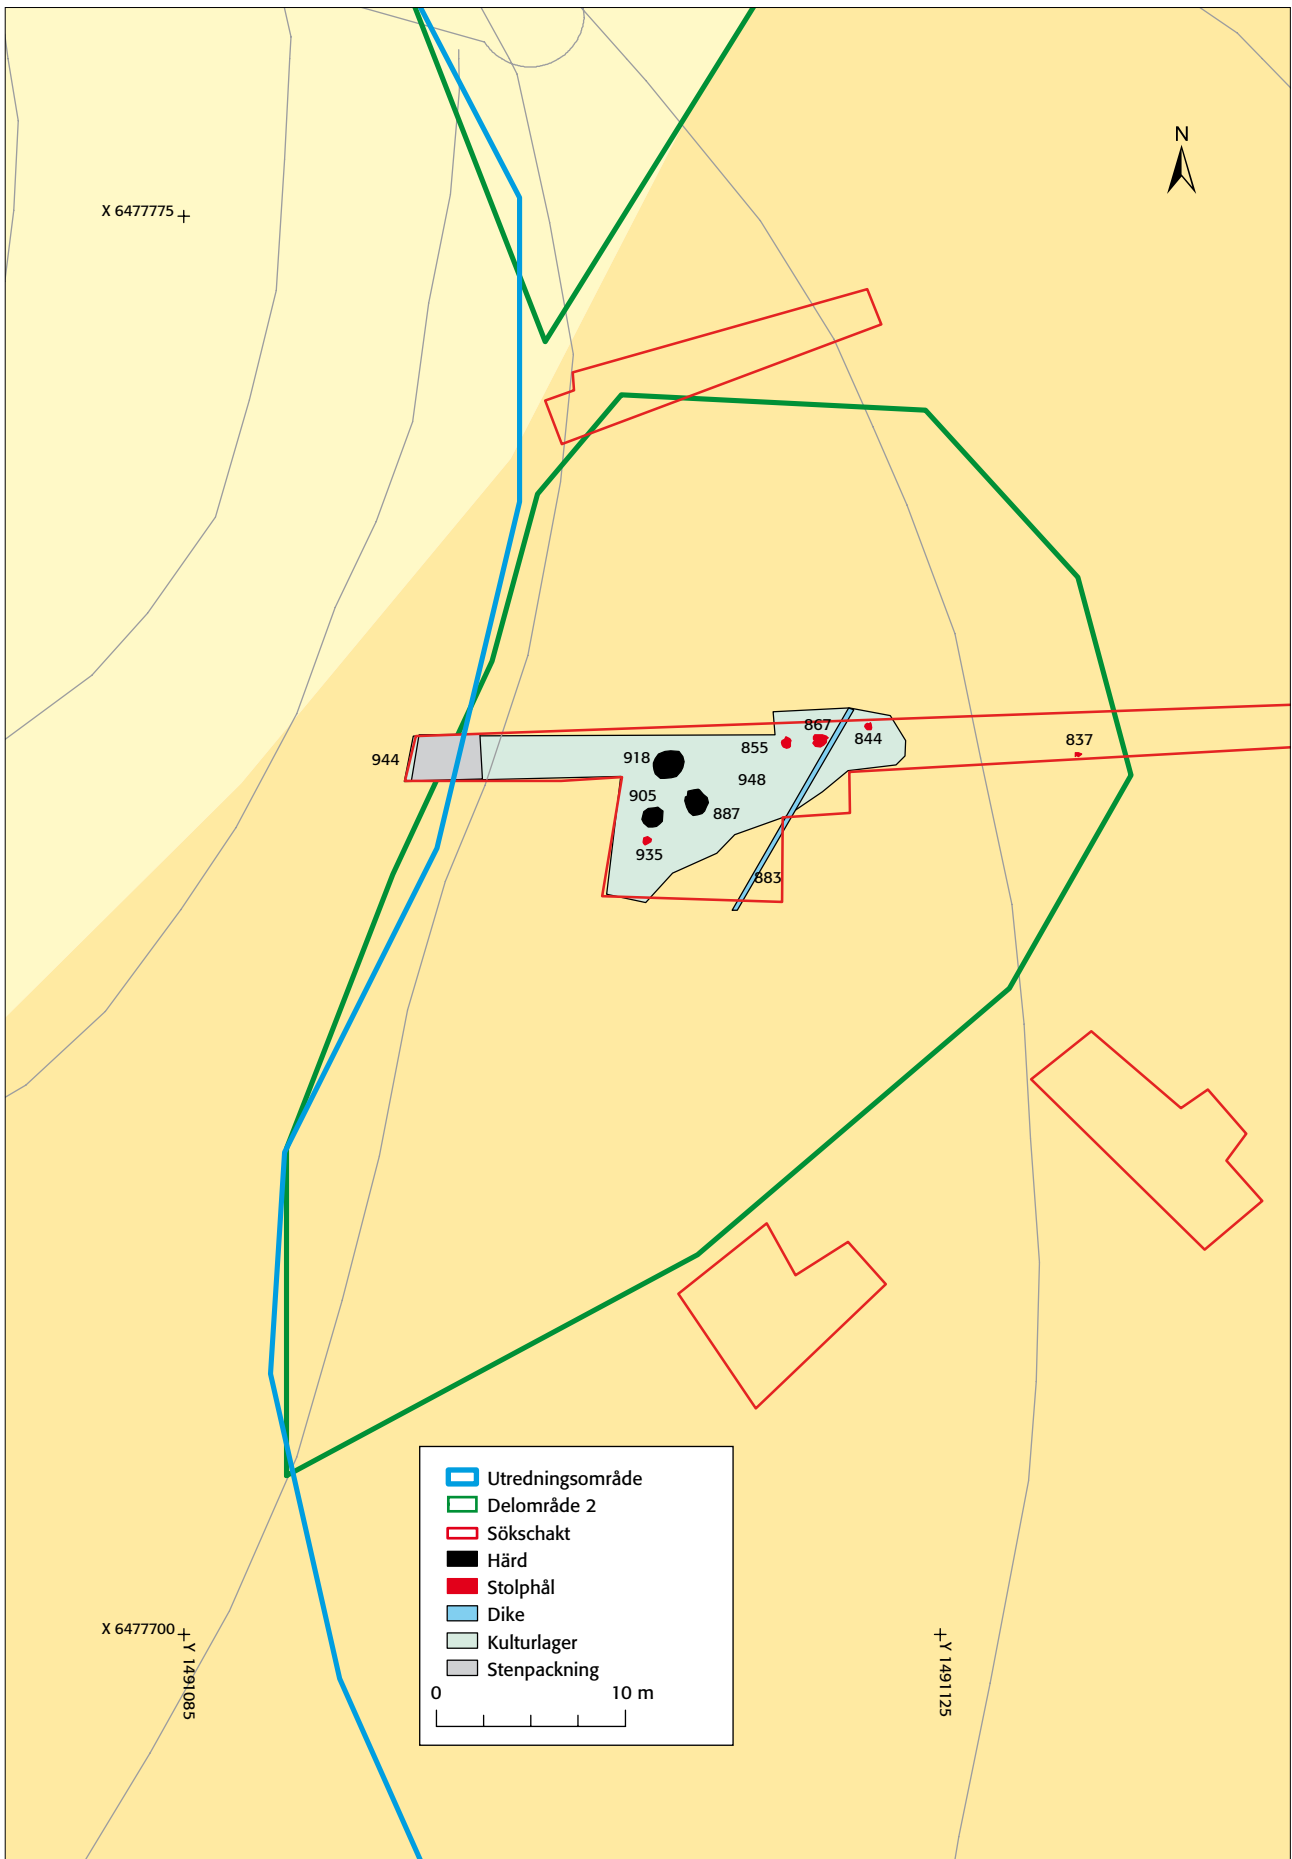 N
X 6477775
867
844
855
837
944
918
948
905
887
935
883
Utredningsområde
Delområde 2
Sökschakt
Härd
Stolphål
Dike
Kulturlager
Stenpackning
0 10 m
X 6477700
Y 1491085
Y 1491125